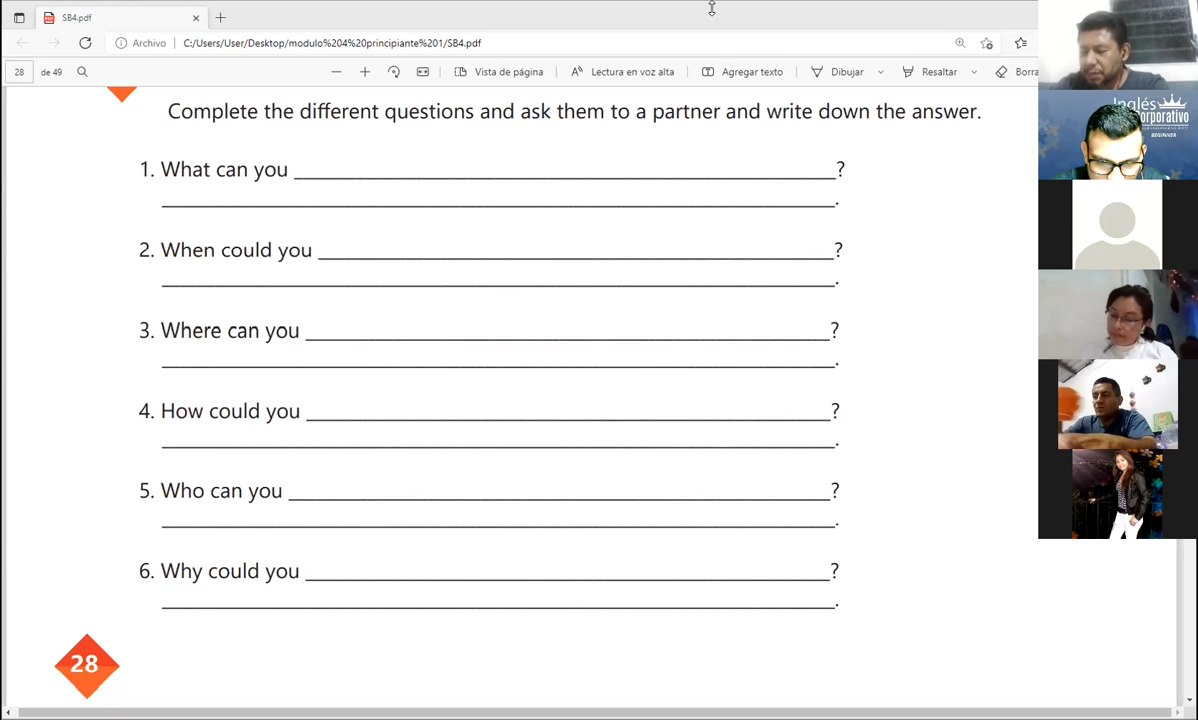 SB4.pdf
Archivo
C:/Users/User/Desktop/modulo%204%20principiante%201/SB4.pdf
28 de 49
Vista de página
Lectura en voz alta
Agregar texto
Dibujar
Resaltar
Borra
Complete the different questions and ask them to a partner and write down the answer.
1. What can you ?
.
2. When could you ?
.
3. Where can you ?
.
4. How could you ?
.
5. Who can you ?
.
6. Why could you ?
.
28
Inglés
orporativo
BEGINNER